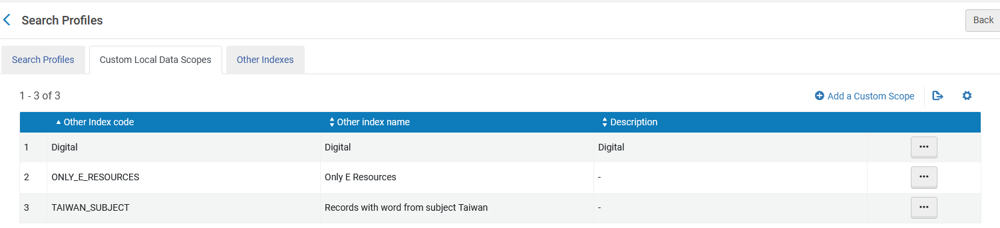 Search Profiles
Back
Search Profiles Custom Local Data Scopes Other Indexes
1 - 3 of 3
Add a Custom Scope
Other Index code Other index name Description
1 Digital Digital Digital •••
2 ONLY_E_RESOURCES Only E Resources - •••
3 TAIWAN_SUBJECT Records with word from subject Taiwan - •••